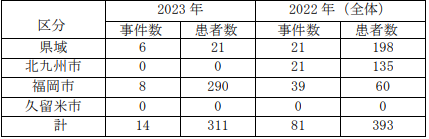 区分 2023 年 2022 年（全体）
事件数 患者数 事件数 患者数
県域 6 21 21 198
北九州市 0 0 21 135
福岡市 8 290 39 60
久留米市 0 0 0 0
計 14 311 81 393